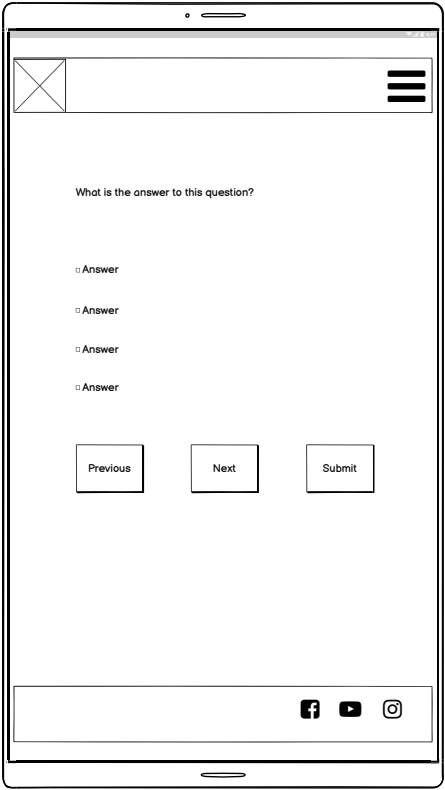 What is the answer to this question?
Answer
Answer
Answer
Answer
Previous
Next
Submit